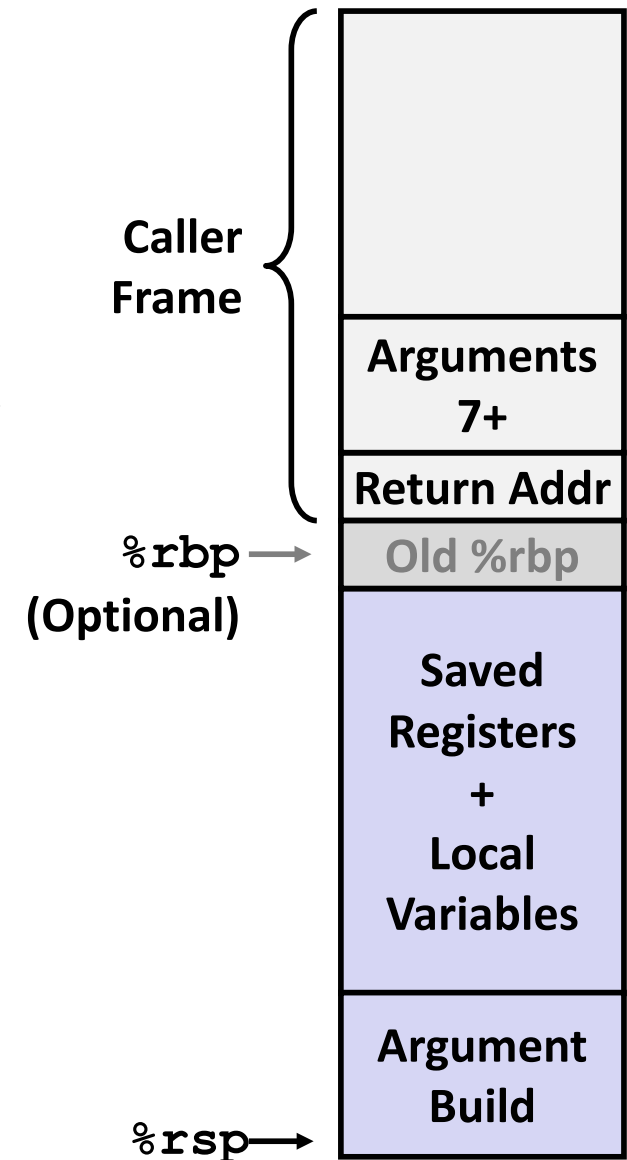 Caller
Frame
Arguments
7+
Return Addr
%rbp
(Optional)
Old %rbp
Saved
Registers
+
Local
Variables
Argument
Build
%rsp